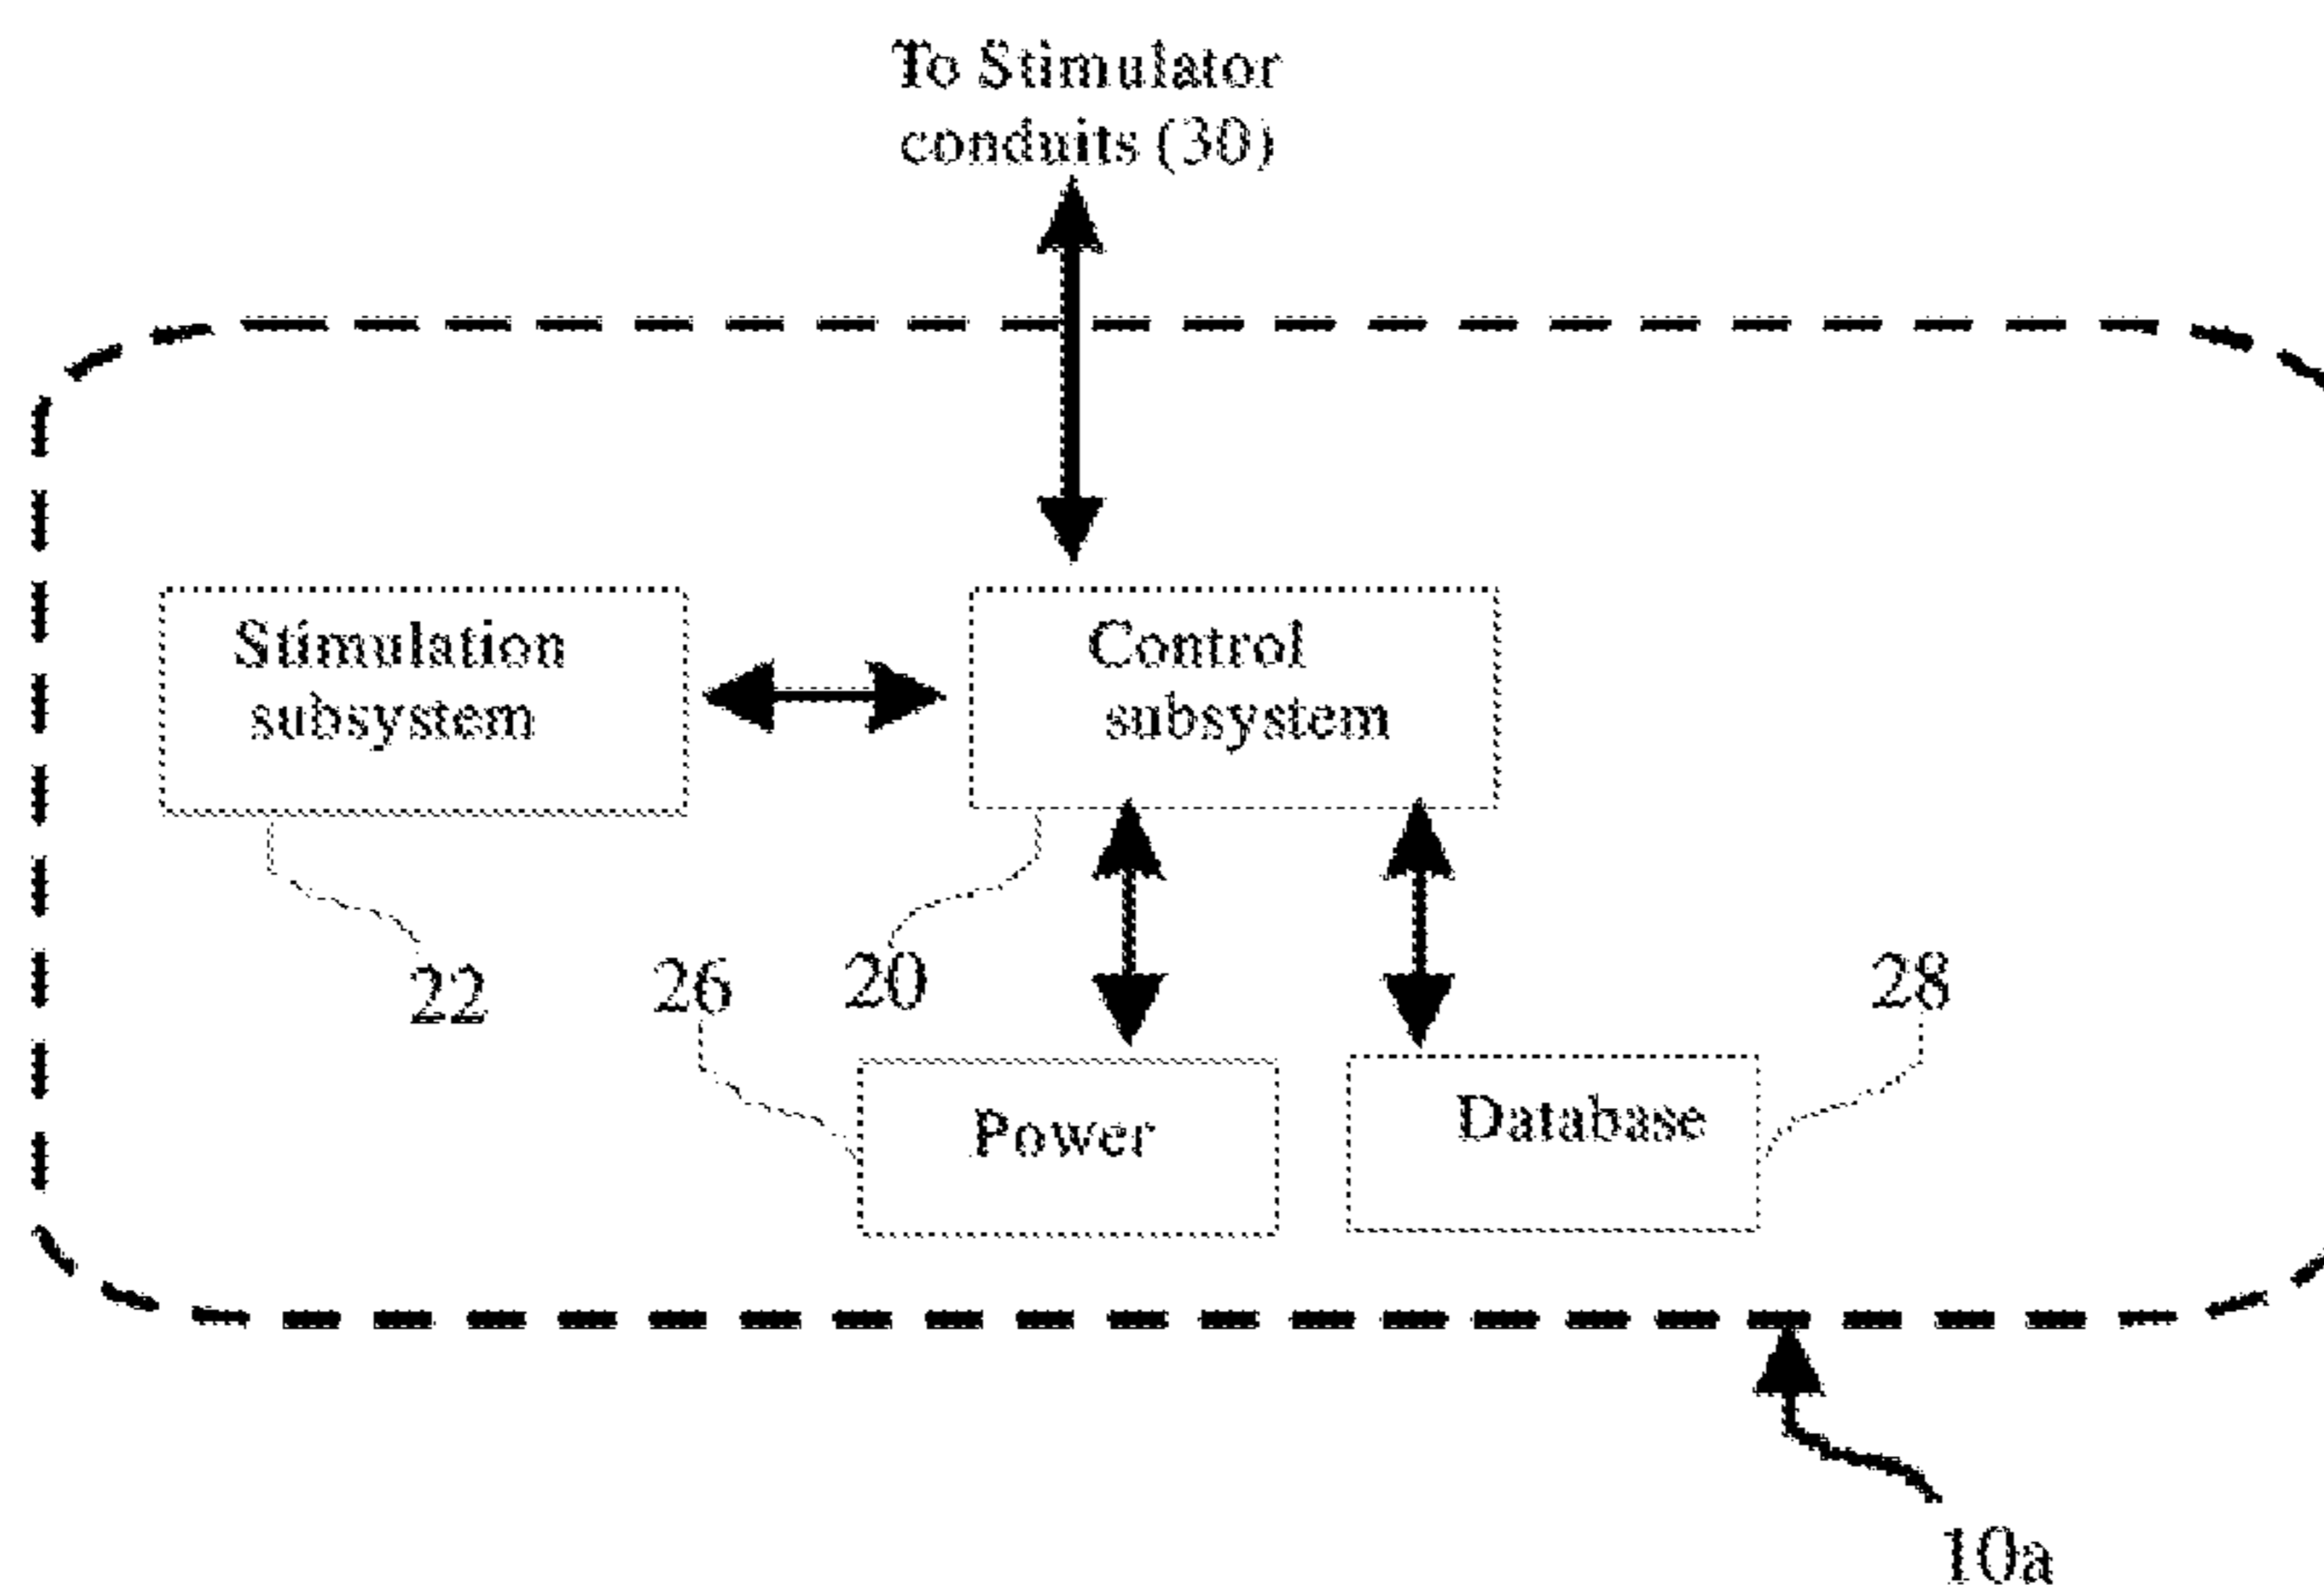 To Stimulator
conduits (30)
Stimulation
subsystem
Control
subsystem
22
26
20
28
Power
Database
10a